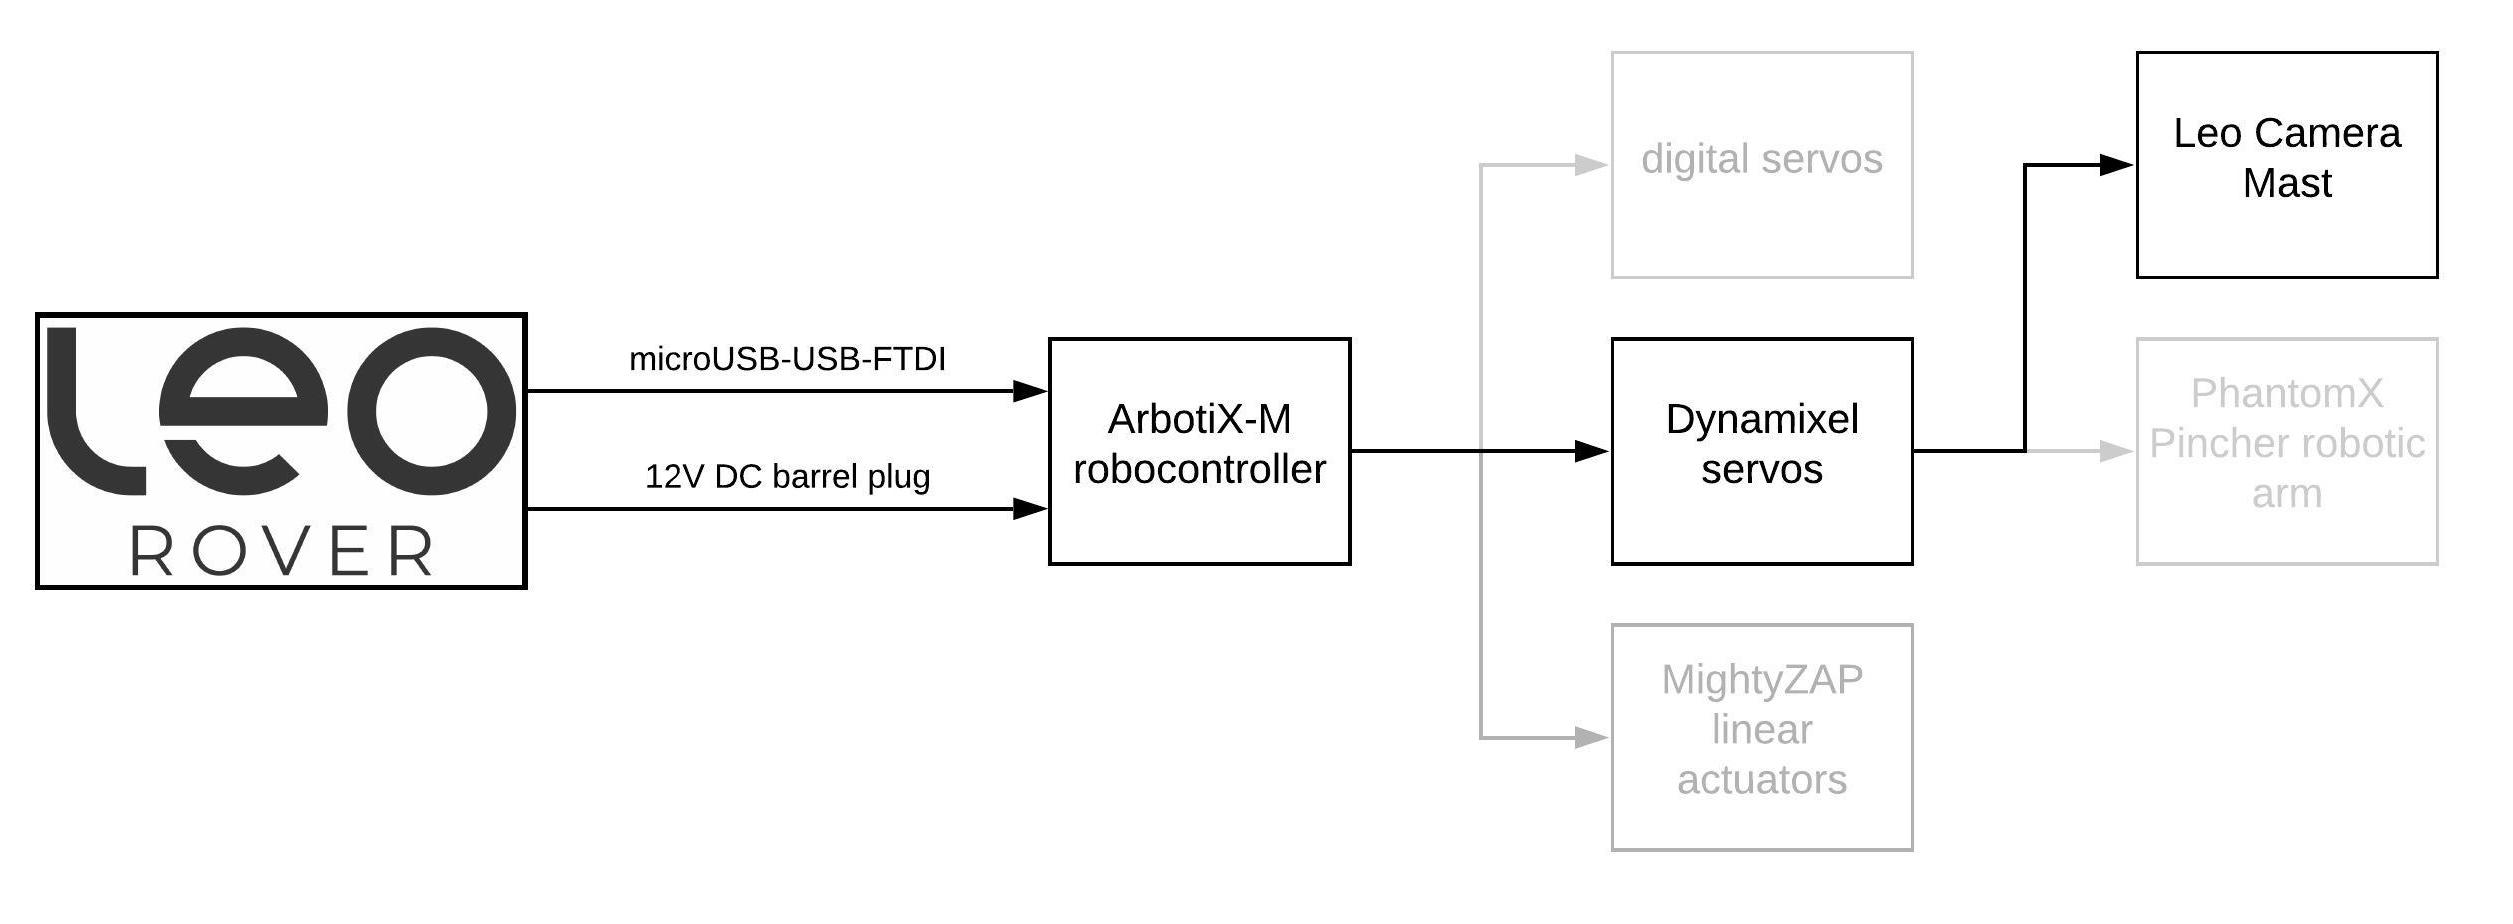 Leo
ROVER
microUSB-USB-FTDI
12V DC barrel plug
ArbotiX-M
robocontroller
digital servos
Dynamixel
servos
MightyZAP
linear
actuators
Leo Camera
Mast
PhantomX
Pincher robotic
arm